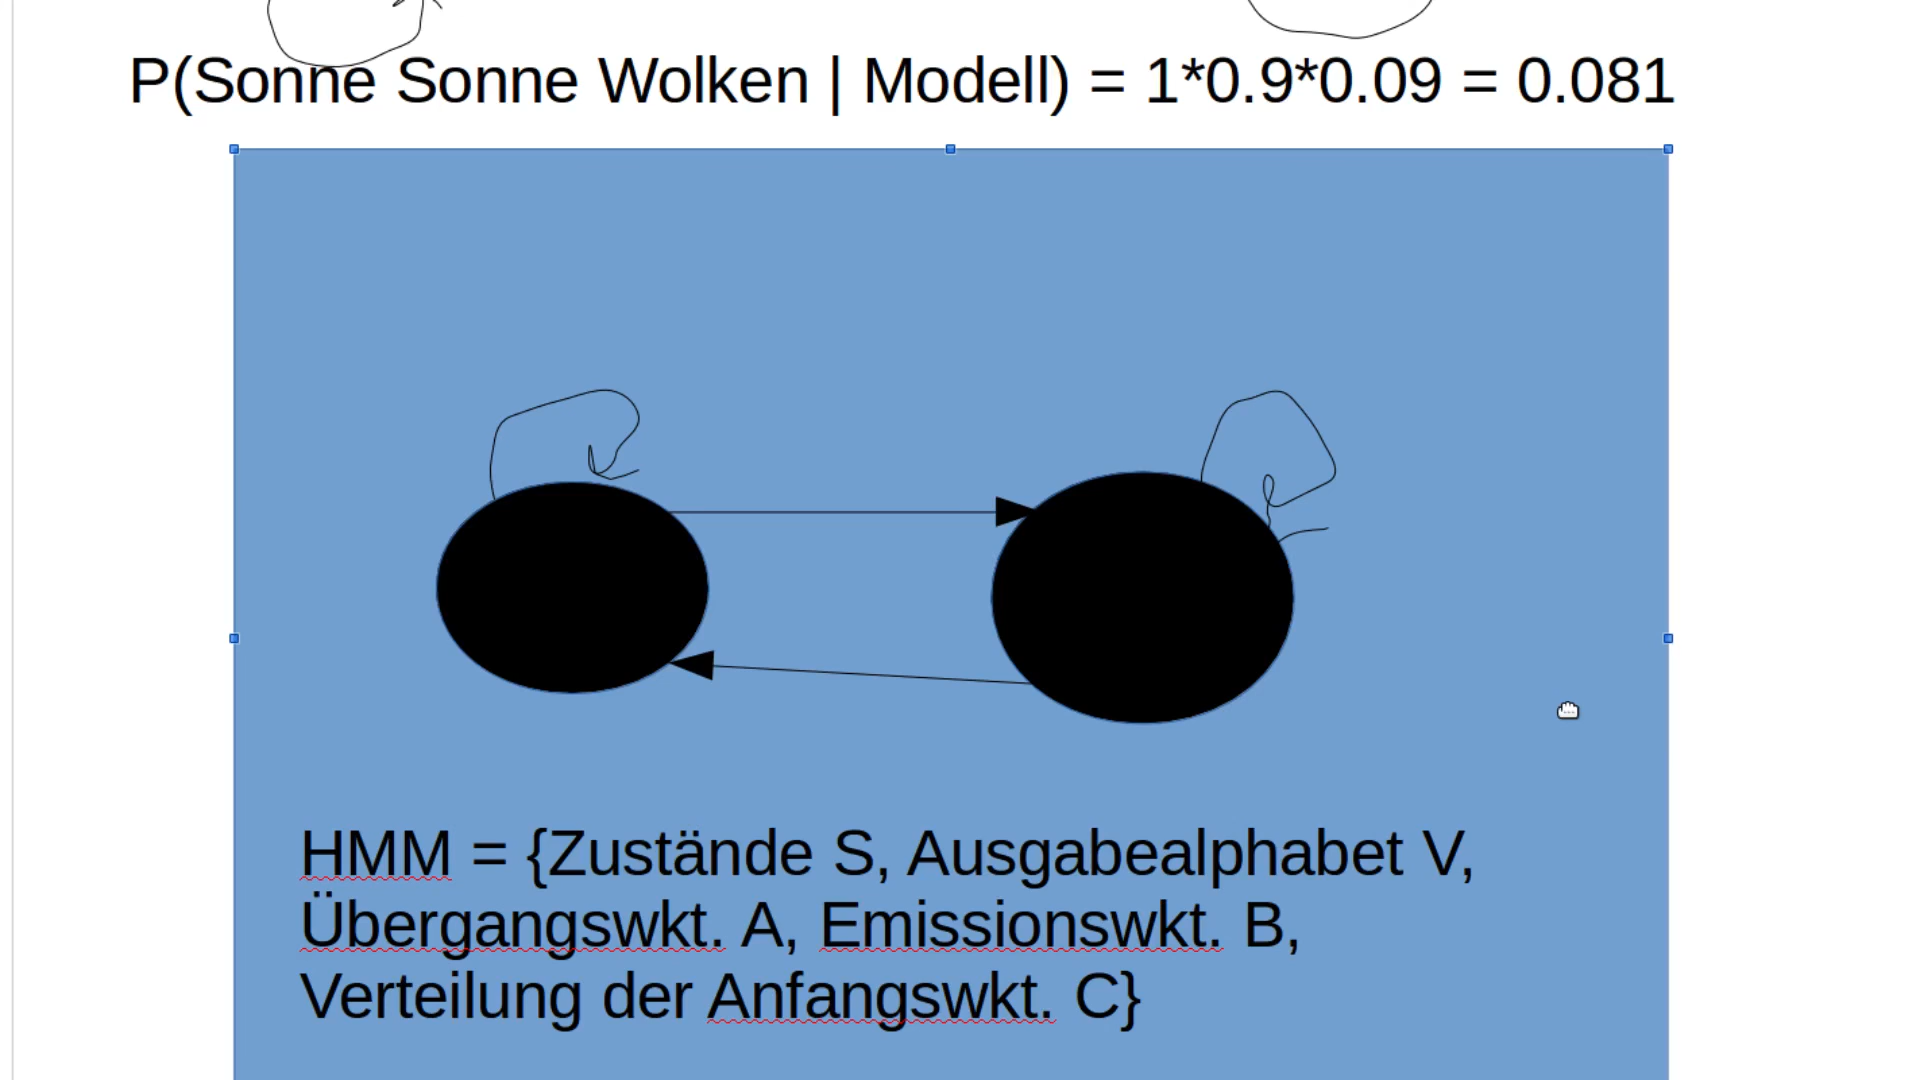 P(Sonne Sonne Wolken | Modell) = 1*0.9*0.09 = 0.081
HMM = {Zustände S, Ausgabealphabet V,
Übergangswkt. A, Emissionswkt. B,
Verteilung der Anfangswkt. C}